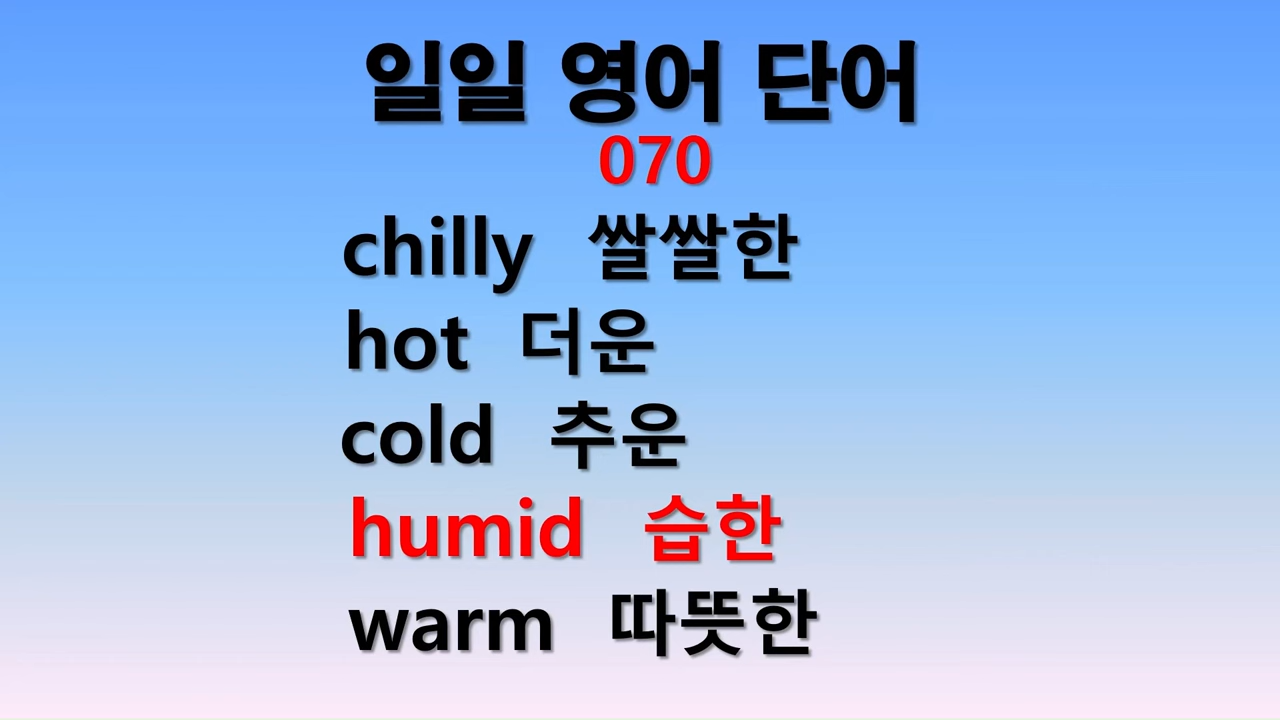 일일 영어 단어
070
chilly 쌀쌀한
hot 더운
cold 추운
humid 습한
warm 따뜻한